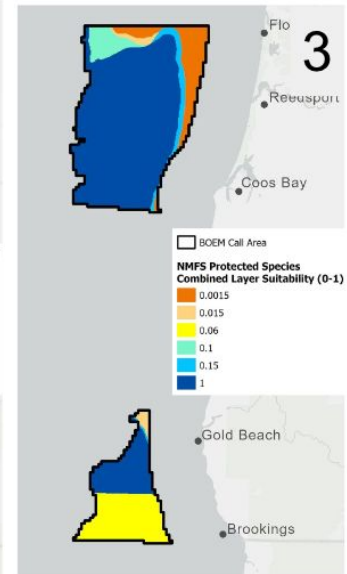 Flo
3
Reedsport
Coos Bay
BOEM Call Area
NMFS Protected Species
Combined Layer Suitability (0-1)
0.0015
0.015
0.06
0.1
0.15
1
Gold Beach
Brookings